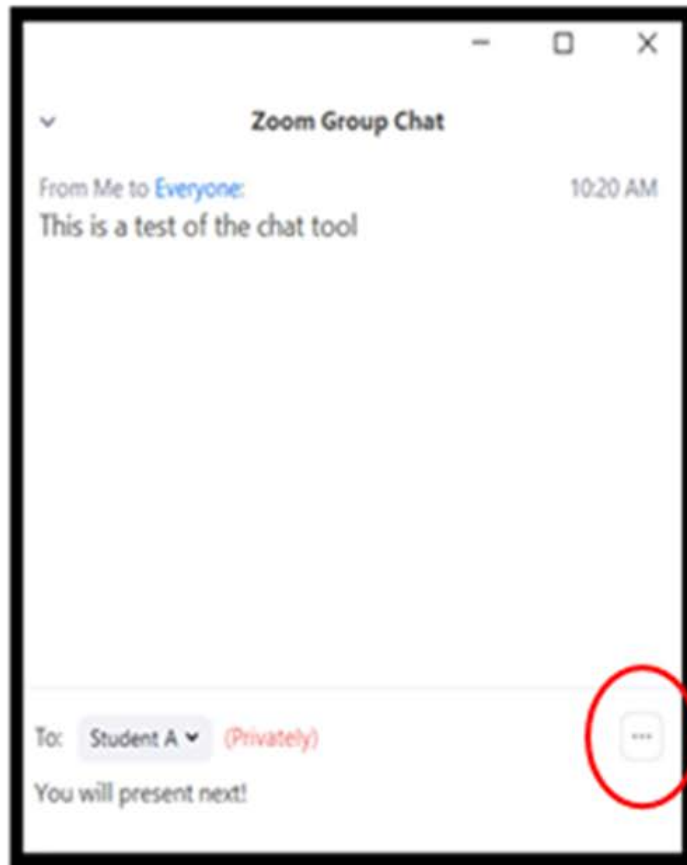 Zoom Group Chat
From Me to Everyone: 10:20 AM
This is a test of the chat tool
To: Student A (Privately)
You will present next!